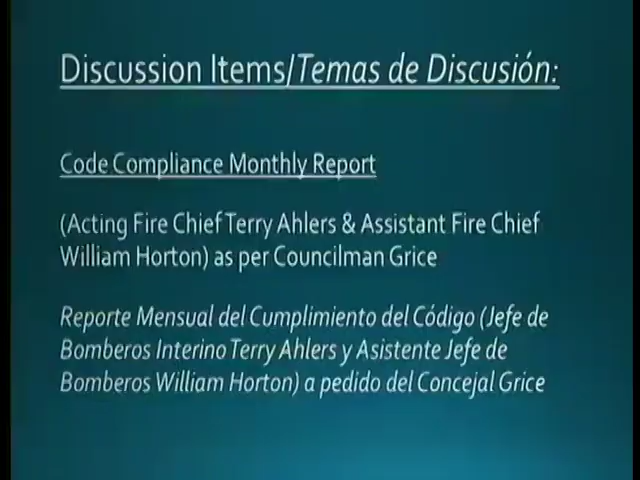 Discussion Items/Temas de Discusión:
Code Compliance Monthly Report
(Acting Fire Chief Terry Ahlers & Assistant Fire Chief
William Horton) as per Councilman Grice
Reporte Mensual del Cumplimiento del Código (Jefe de
Bomberos Interino Terry Ahlers y Asistente Jefe de
Bomberos William Horton) a pedido del Concejal Grice